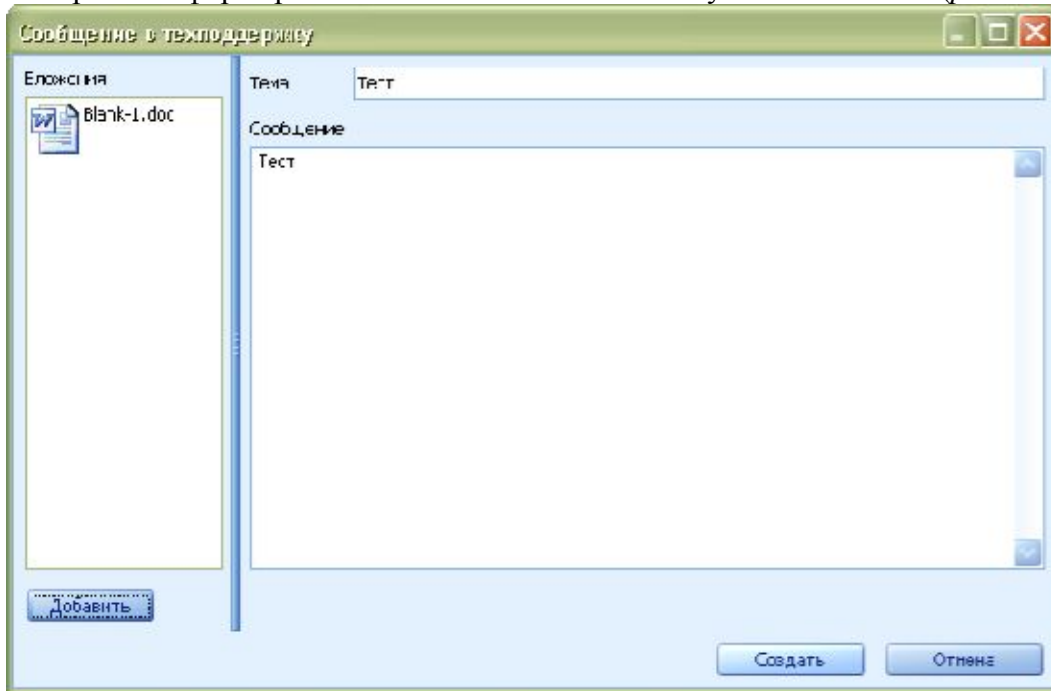 Сообщение в техподдержку
Вложения
Blank-1.doc
Тема
Тест
Сообщение
Тест
Добавить
Создать
Отмена